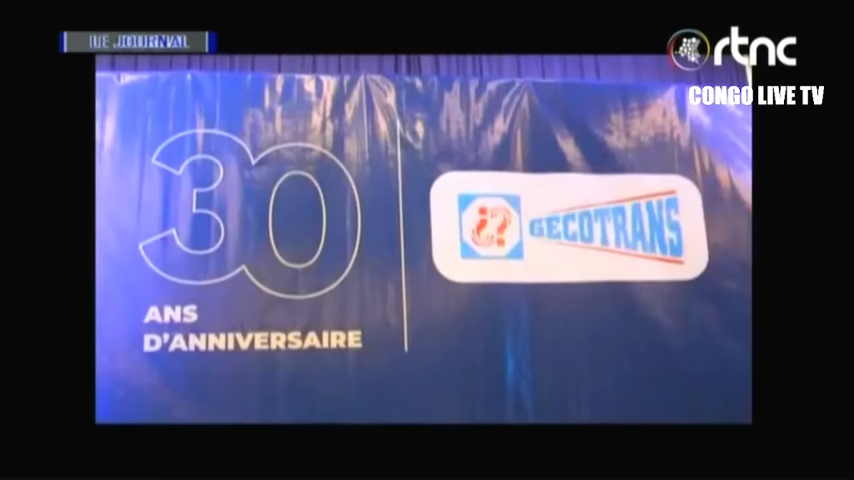 LE JOURNAL
rtnc
CONGO LIVE TV
30
ANS
D'ANNIVERSAIRE
GECOTRANS